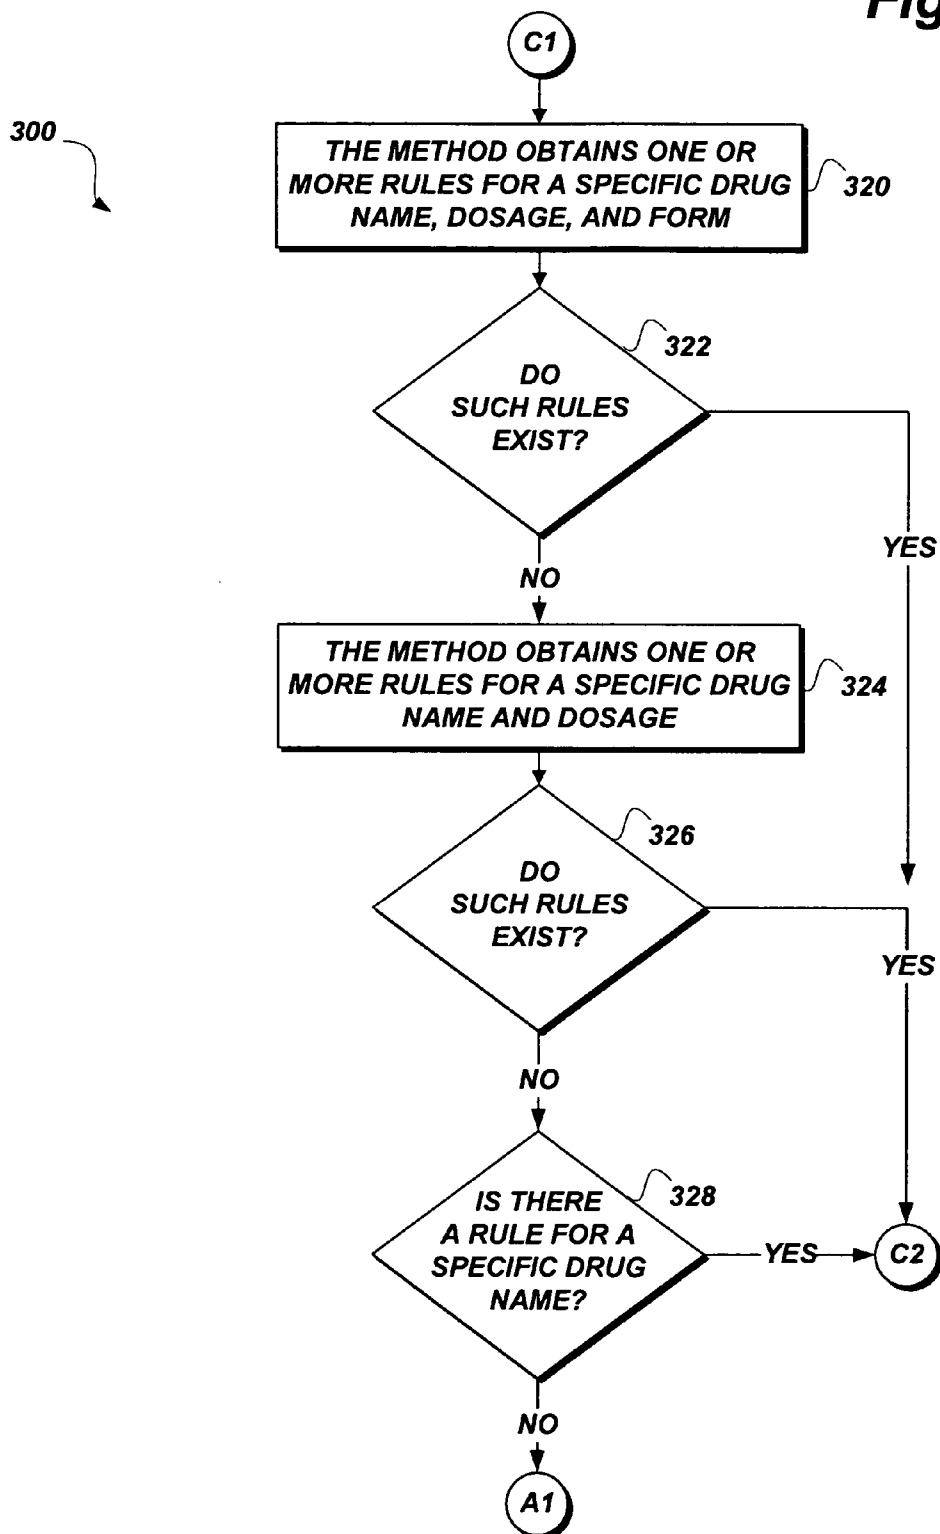 Fig
C1
300
THE METHOD OBTAINS ONE OR
MORE RULES FOR A SPECIFIC DRUG
NAME, DOSAGE, AND FORM
320
322
DO
SUCH RULES
EXIST?
YES
NO
THE METHOD OBTAINS ONE OR
MORE RULES FOR A SPECIFIC DRUG
NAME AND DOSAGE
324
326
DO
SUCH RULES
EXIST?
YES
NO
328
IS THERE
A RULE FOR A
SPECIFIC DRUG
NAME?
YES
C2
NO
A1